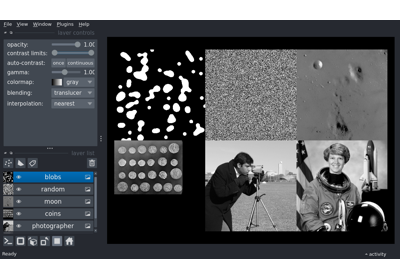 File View Window Plugins Help
layer controls
opacity: 1.00
contrast limits:
auto-contrast: once continuous
gamma: 1.00
colormap: gray
blending: translucen
interpolation: nearest
layer list
blobs
random
moon
coins
photographer
Ready activity